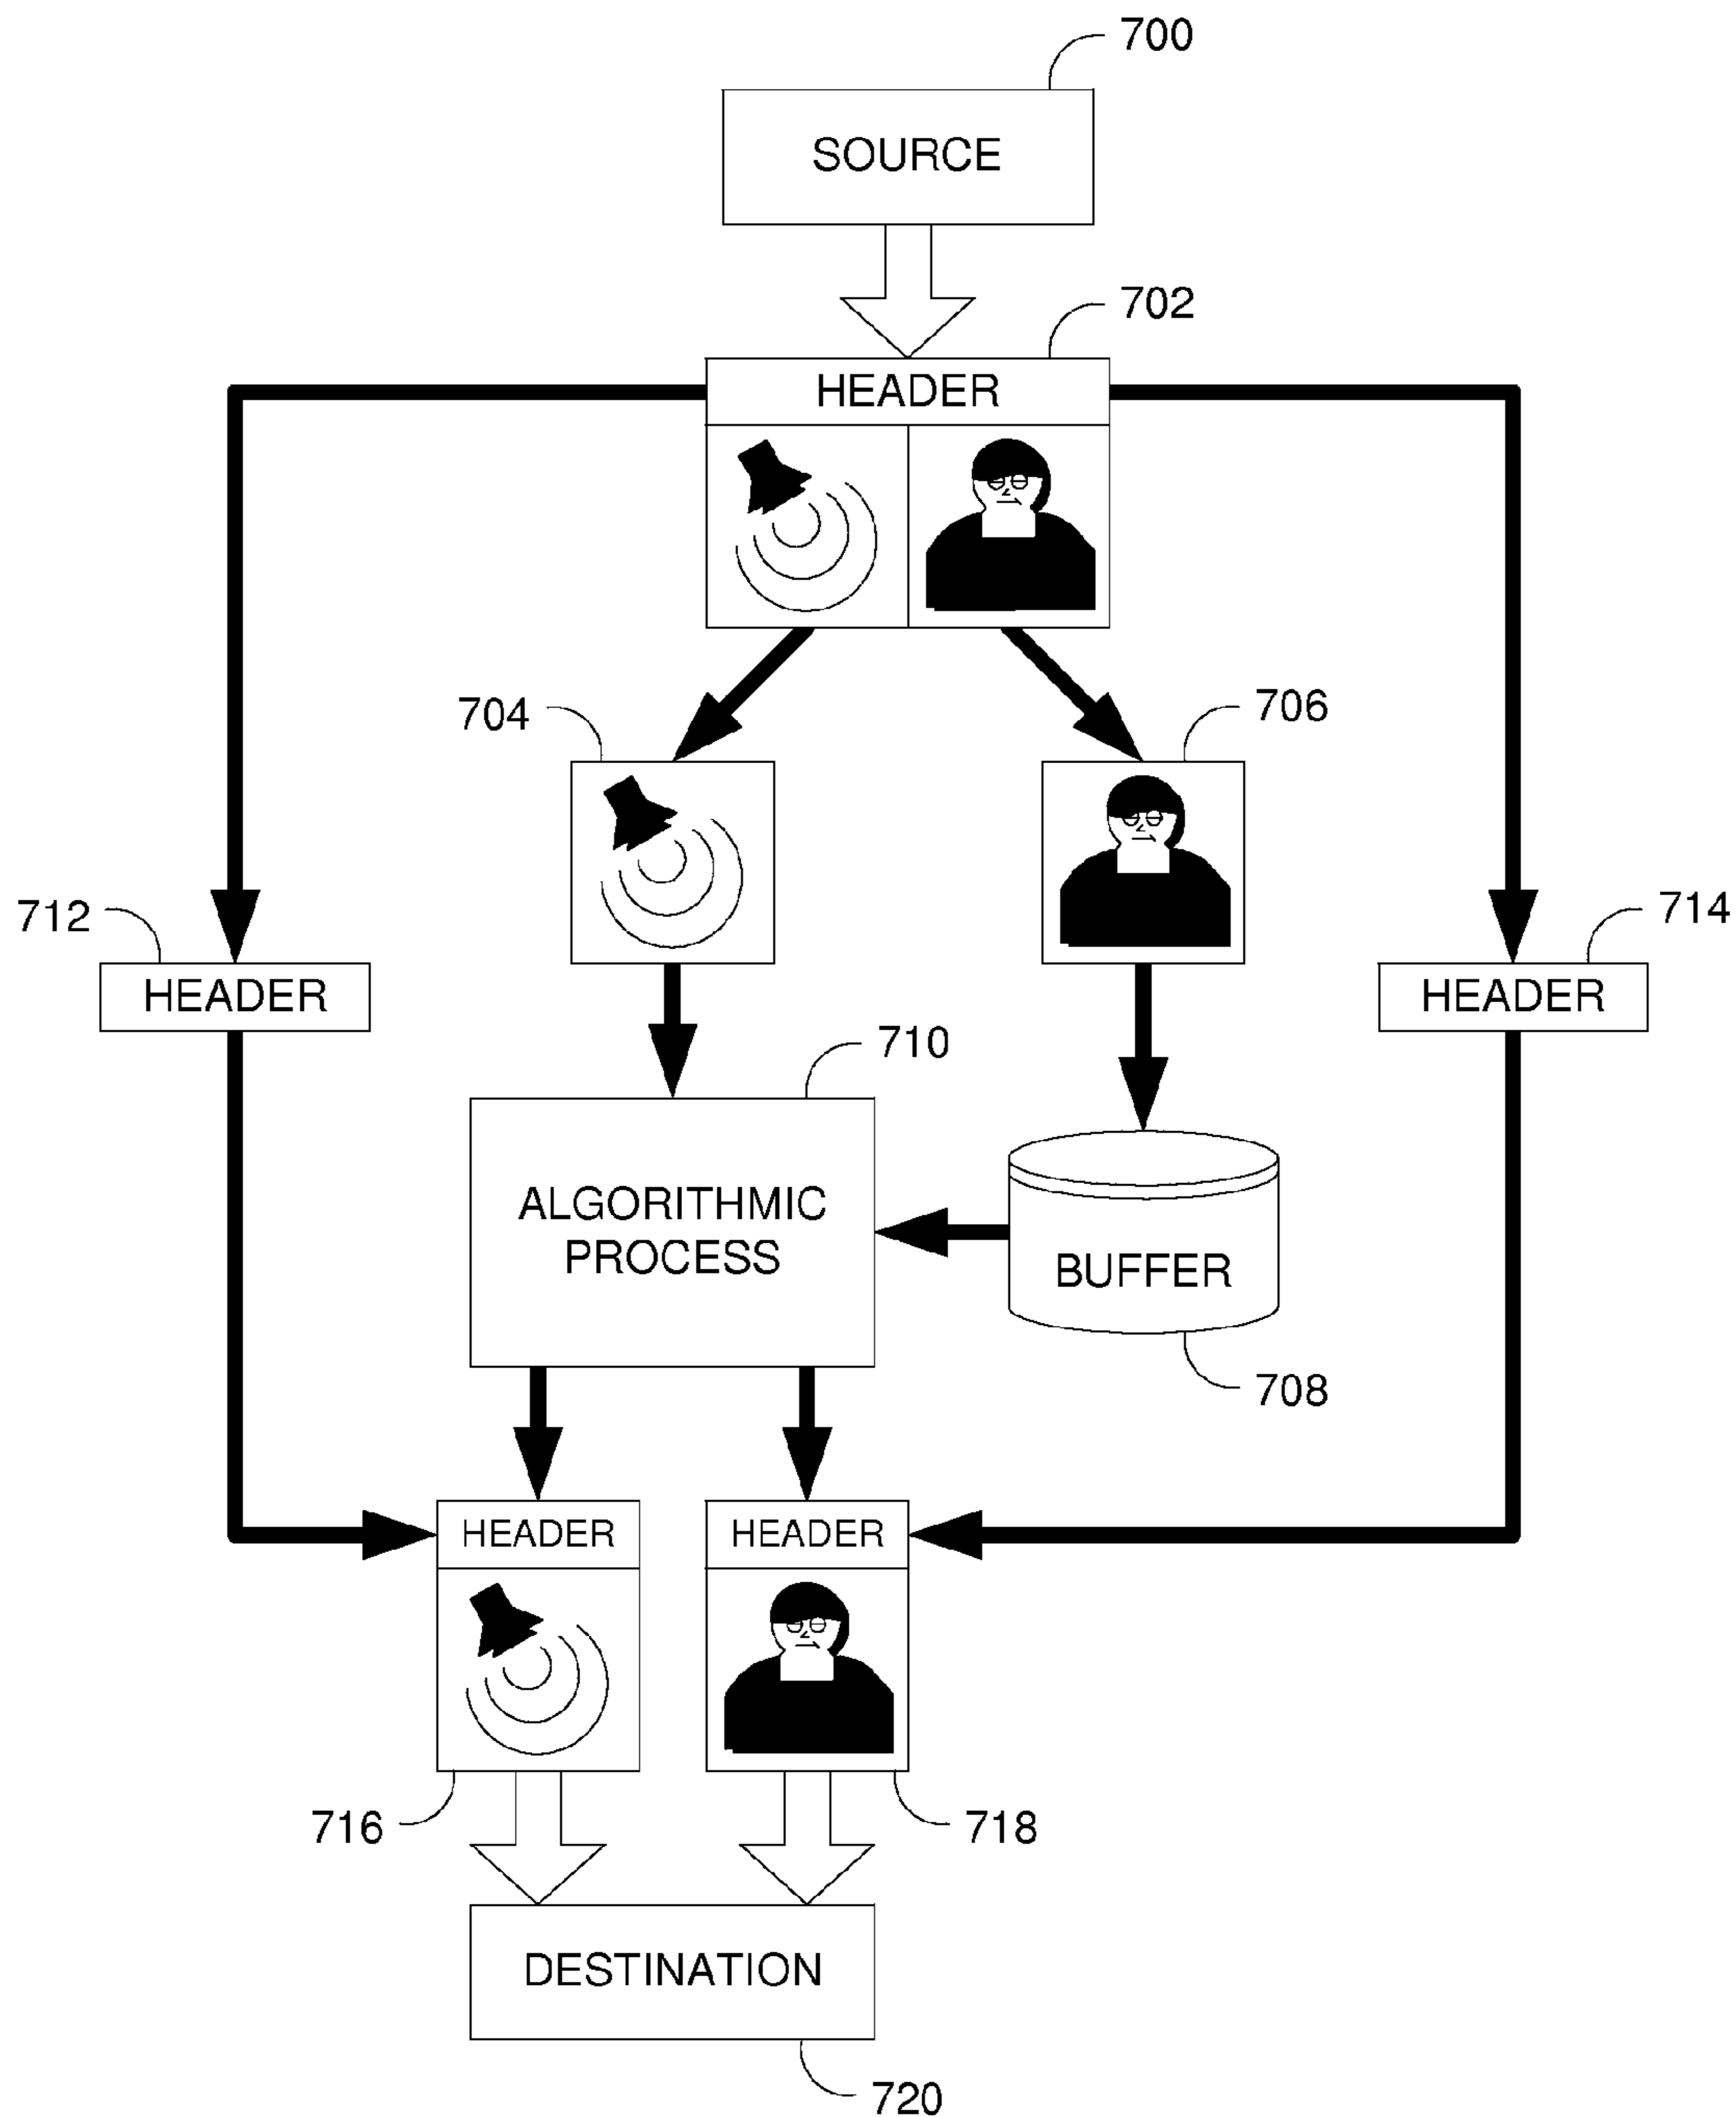 700
SOURCE
702
HEADER
704
706
712
714
HEADER
HEADER
710
ALGORITHMIC
PROCESS
BUFFER
708
HEADER
HEADER
716
718
DESTINATION
720